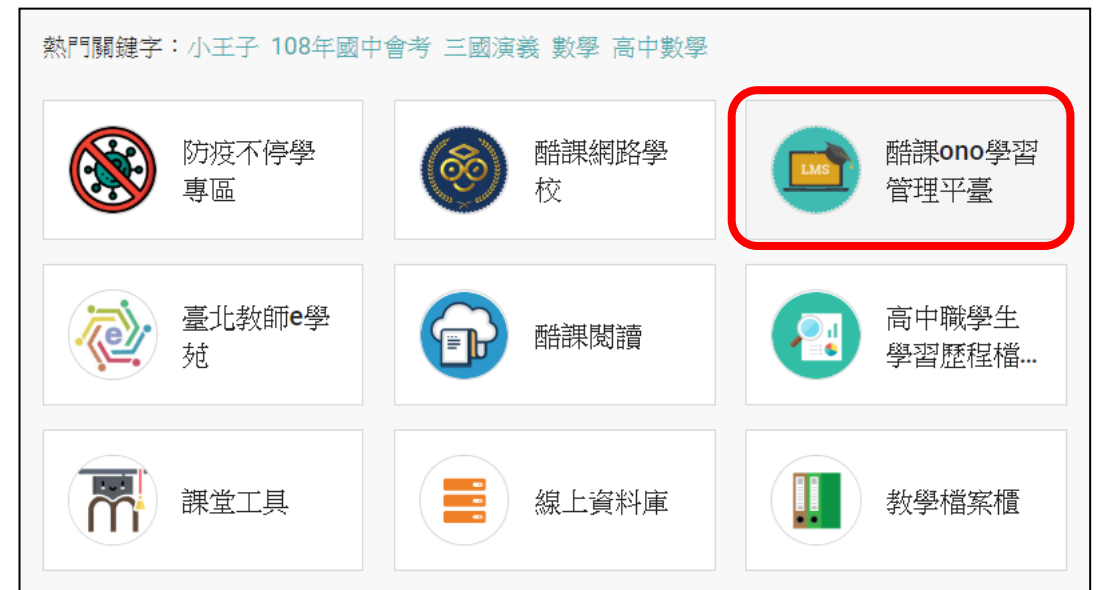 熱門關鍵字：小王子 108年國中會考 三國演義 數學 高中數學
防疫不停學
專區
酷課網路學
校
LMS
酷課ono學習
管理平臺
臺北教師e學
苑
e
酷課閱讀
高中職學生
學習歷程檔...
課堂工具
線上資料庫
教學檔案櫃